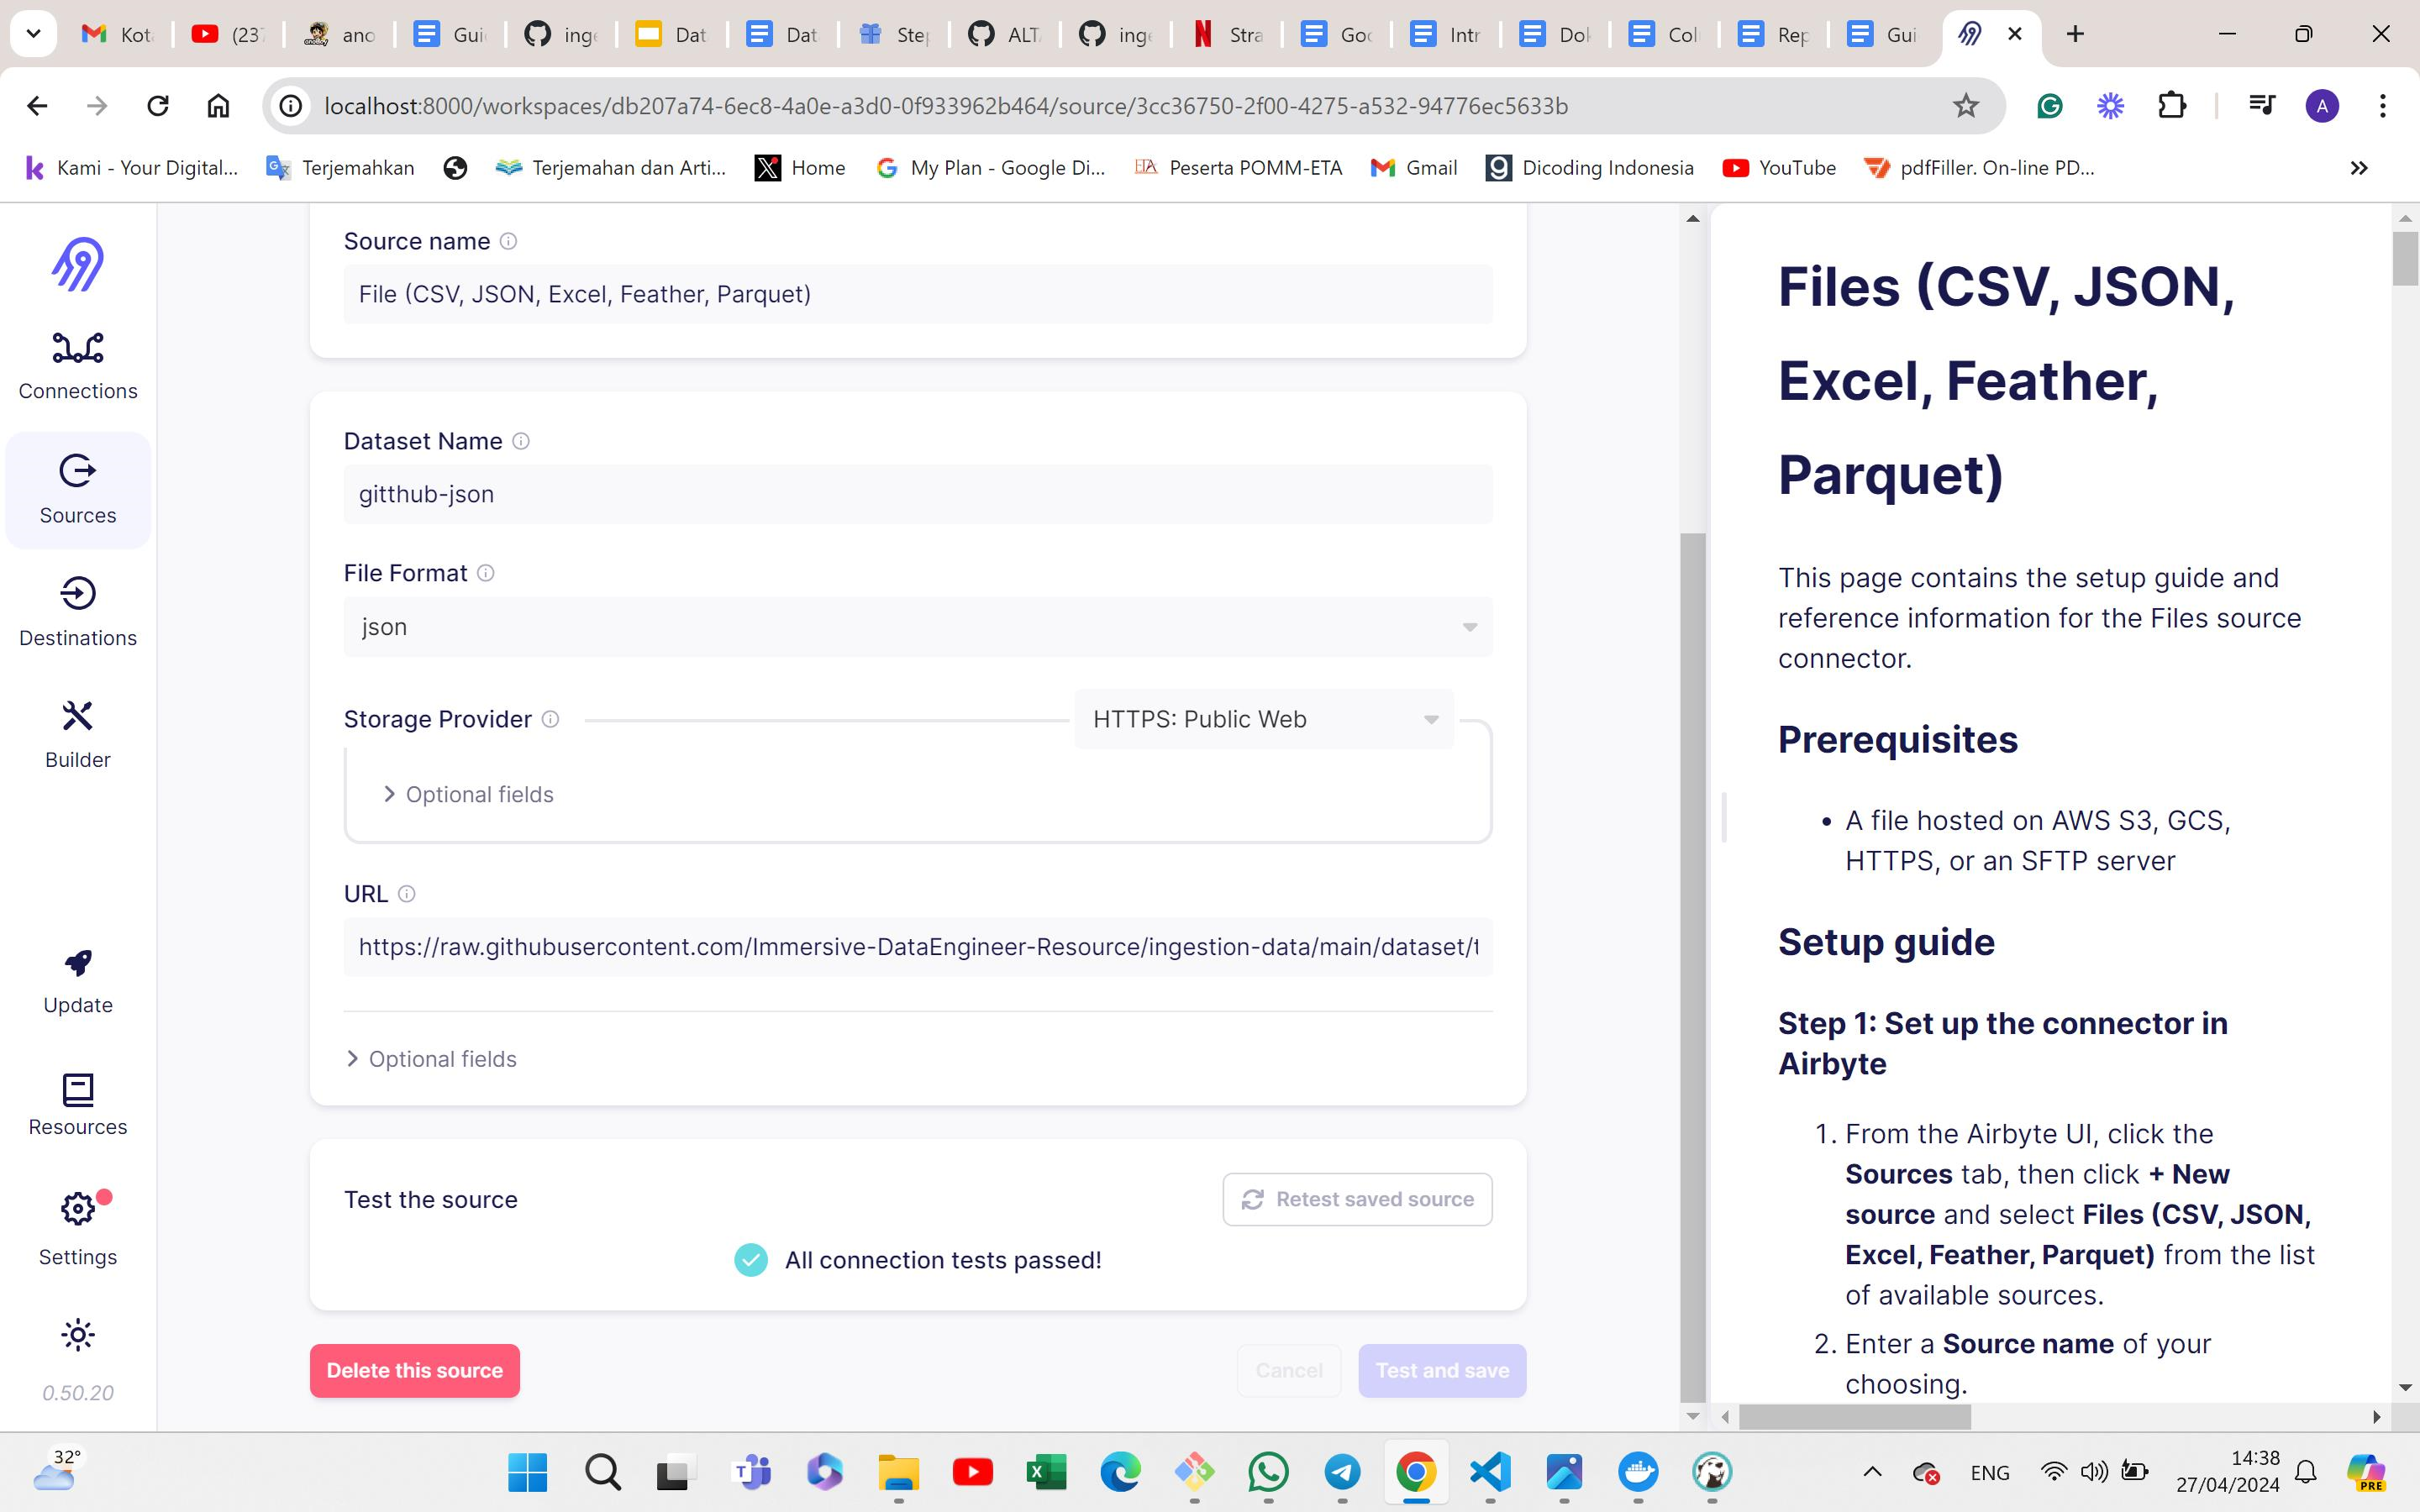 Kot
(237
ano
Gui
inge
Dat
Dat
Step
ALTA
inge
Stra
Goo
Intr
Dok
Col
Rep
Gui
localhost:8000/workspaces/db207a74-6ec8-4a0e-a3d0-0f933962b464/source/3cc36750-2f00-4275-a532-94776ec5633b
A
Kami - Your Digital...
Terjemahkan
Terjemahan dan Arti...
Home
My Plan - Google Di...
Peserta POMM-ETA
Gmail
Dicoding Indonesia
YouTube
pdfFiller. On-line PD...
Connections
Sources
Destinations
Builder
Update
Resources
Settings
0.50.20
Source name
File (CSV, JSON, Excel, Feather, Parquet)
Dataset Name
gitthub-json
File Format
json
Storage Provider
HTTPS: Public Web
Optional fields
URL
https://raw.githubusercontent.com/Immersive-DataEngineer-Resource/ingestion-data/main/dataset/t
Optional fields
Test the source
Retest saved source
All connection tests passed!
Delete this source
Cancel
Test and save
Files (CSV, JSON,
Excel, Feather,
Parquet)
This page contains the setup guide and
reference information for the Files source
connector.
Prerequisites
• A file hosted on AWS S3, GCS,
HTTPS, or an SFTP server
Setup guide
Step 1: Set up the connector in
Airbyte
1. From the Airbyte UI, click the
Sources tab, then click + New
source and select Files (CSV, JSON,
Excel, Feather, Parquet) from the list
of available sources.
2. Enter a Source name of your
choosing.
32°
ENG
14:38
27/04/2024
PRE